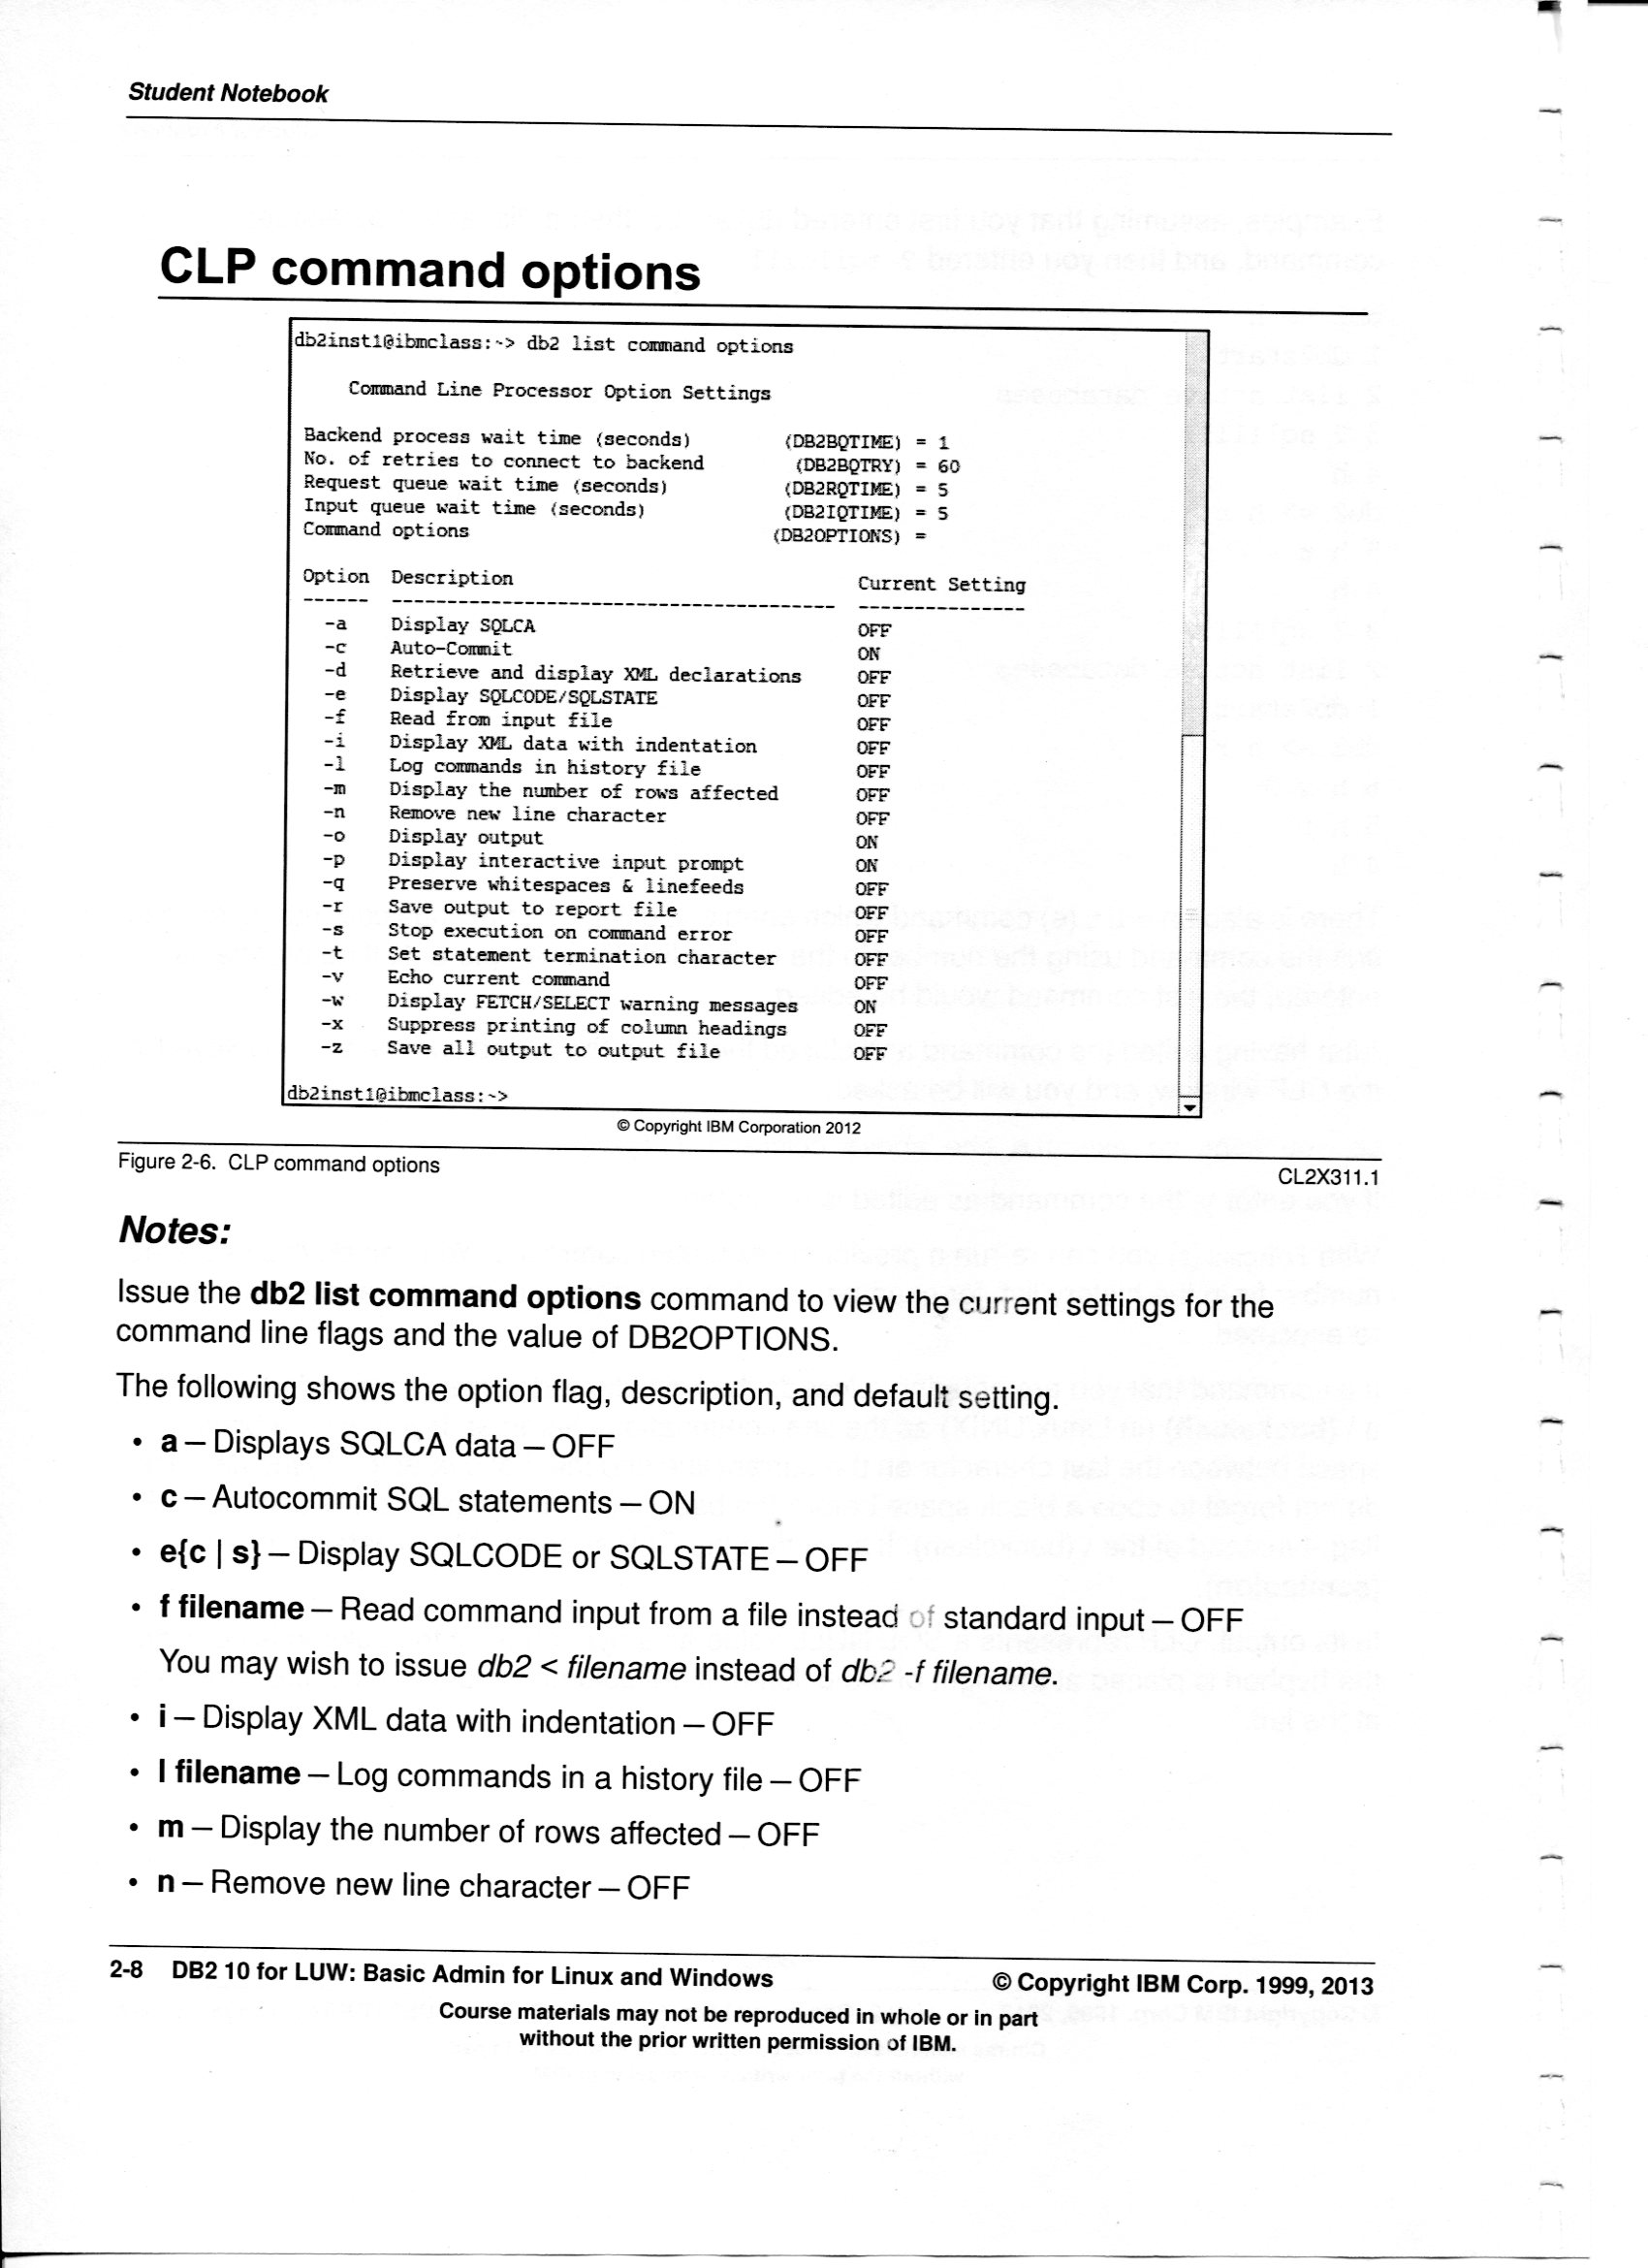 Student Notebook
CLP command options
db2inst1@ibmclass:~> db2 list command options
Command Line Processor Option Settings
Backend process wait time (seconds)        (DB2BQTIME) = 1
No. of retries to connect to backend        (DB2BQTRY) = 60
Request queue wait time (seconds)          (DB2RQTIME) = 5
Input queue wait time (seconds)            (DB2IQTIME) = 5
Command options                           (DB2OPTIONS) =
Option  Description                               Current Setting
------  ----------------------------------------  ---------------
-a    Display SQLCA                             OFF
-c    Auto-Commit                               ON
-d    Retrieve and display XML declarations     OFF
-e    Display SQLCODE/SQLSTATE                  OFF
-f    Read from input file                      OFF
-i    Display XML data with indentation         OFF
-l    Log commands in history file              OFF
-m    Display the number of rows affected       OFF
-n    Remove new line character                 OFF
-o    Display output                            ON
-p    Display interactive input prompt          ON
-q    Preserve whitespaces & linefeeds          OFF
-r    Save output to report file                OFF
-s    Stop execution on command error           OFF
-t    Set statement termination character       OFF
-v    Echo current command                      OFF
-w    Display FETCH/SELECT warning messages     ON
-x    Suppress printing of column headings      OFF
-z    Save all output to output file            OFF
db2inst1@ibmclass:~>
© Copyright IBM Corporation 2012
Figure 2-6. CLP command options    CL2X311.1
Notes:
Issue the db2 list command options command to view the current settings for the
command line flags and the value of DB2OPTIONS.
The following shows the option flag, description, and default setting.
• a – Displays SQLCA data – OFF
• c – Autocommit SQL statements – ON
• e{c | s} – Display SQLCODE or SQLSTATE – OFF
• f filename – Read command input from a file instead of standard input – OFF
You may wish to issue db2 < filename instead of db2 -f filename.
• i – Display XML data with indentation – OFF
• l filename – Log commands in a history file – OFF
• m – Display the number of rows affected – OFF
• n – Remove new line character – OFF
2-8 DB2 10 for LUW: Basic Admin for Linux and Windows    © Copyright IBM Corp. 1999, 2013
Course materials may not be reproduced in whole or in part
without the prior written permission of IBM.